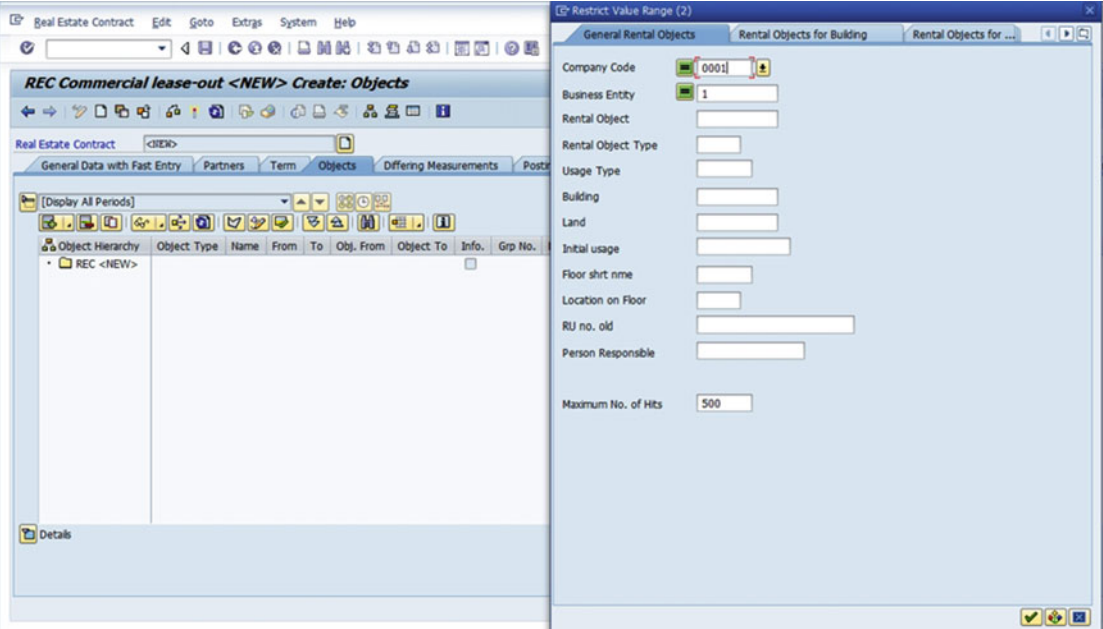 Real Estate Contract Edit Goto Extras System Help
REC Commercial lease-out <NEW> Create: Objects
Real Estate Contract <NEW>
General Data with Fast Entry Partners Term Objects Differing Measurements
[Display All Periods]
Object Hierarchy Object Type Name From To Obj. From Object To Info. Grp No.
REC <NEW>
Details
Restrict Value Range (2)
General Rental Objects Rental Objects for Building Rental Objects for ...
Company Code 0001
Business Entity 1
Rental Object
Rental Object Type
Usage Type
Building
Land
Initial usage
Floor shrt nme
Location on Floor
RU no. old
Person Responsible
Maximum No. of Hits 500